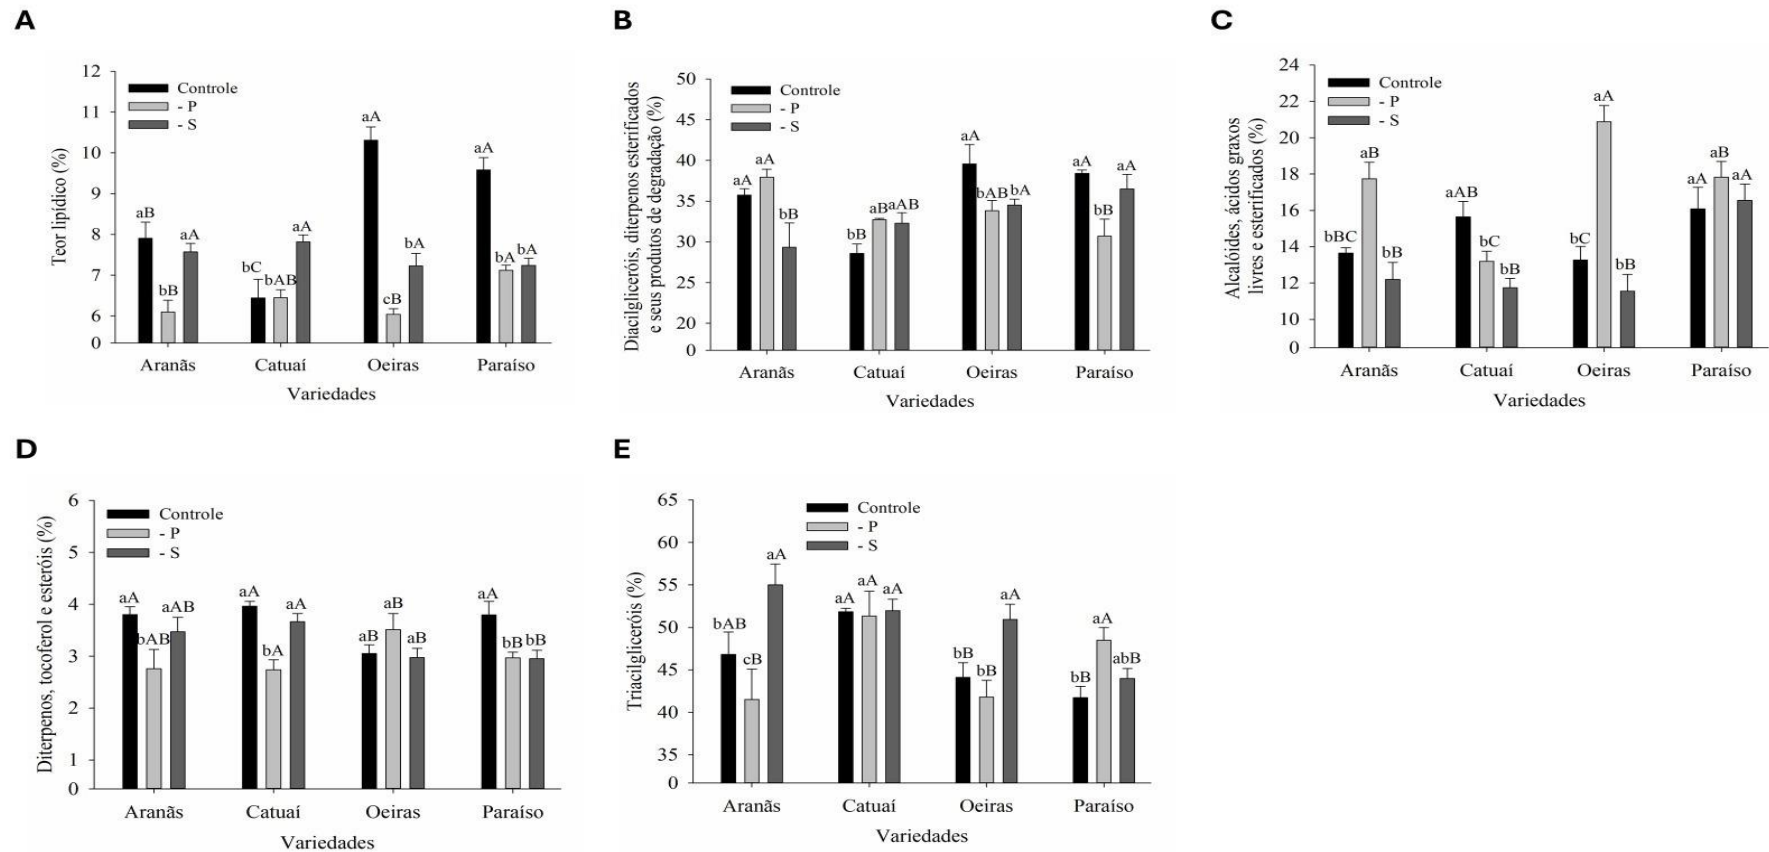 A
Teor lipídico (%)
12
11
10
9
8
7
6
0
Controle
- P
- S
aB
bB
aA
bC
bAB
aA
aA
cB
bA
aA
bA
bA
Aranãs
Catuaí
Oeiras
Paraíso
Variedades
B
Diacilgliceróis, diterpenos esterificados
e seus produtos de degradação (%)
50
45
40
35
30
25
20
0
Controle
- P
- S
aA
aA
bB
bB
aB
aAB
aA
bAB
bA
aA
bB
aA
Aranãs
Catuaí
Oeiras
Paraíso
Variedades
C
Alcalóides, ácidos graxos
livres e esterificados (%)
24
22
20
18
16
14
12
10
0
Controle
- P
- S
bBC
aB
bB
aAB
bC
bB
bC
aA
bB
aA
aB
aA
Aranãs
Catuaí
Oeiras
Paraíso
Variedades
D
Diterpenos, tocoferol e esteróis (%)
6
5
4
3
2
1
0
Controle
- P
- S
aA
bAB
aAB
aA
bA
aA
aB
aB
aB
aA
bB
bB
Aranãs
Catuaí
Oeiras
Paraíso
Variedades
E
Triacilgliceróis (%)
65
60
55
50
45
40
35
0
Controle
- P
- S
bAB
cB
aA
aA
aA
aA
bB
bB
aA
bB
aA
abB
Aranãs
Catuaí
Oeiras
Paraíso
Variedades